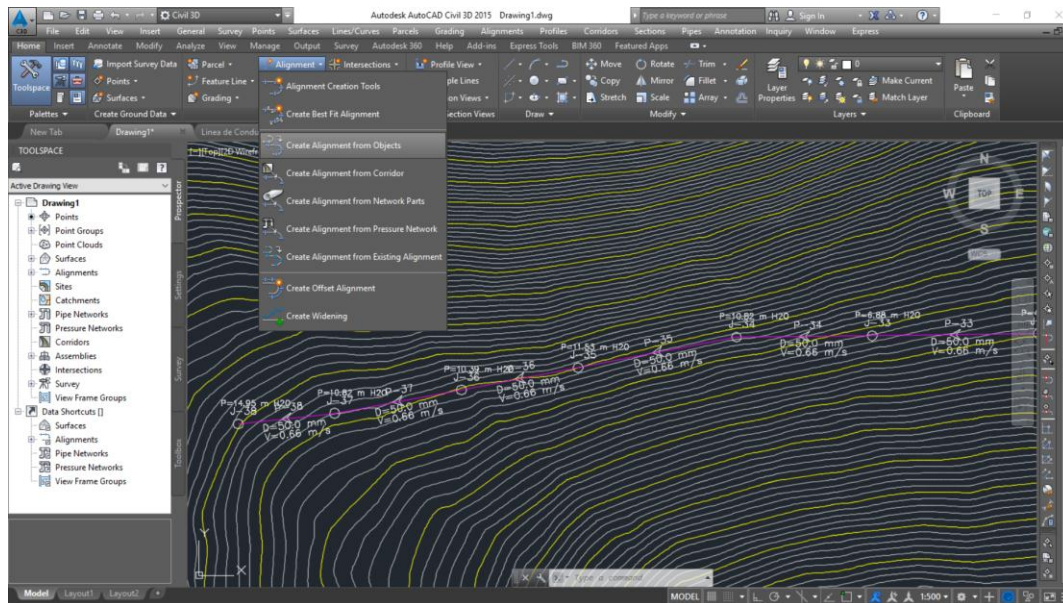 Civil 3D
Autodesk AutoCAD Civil 3D 2015 Drawing1.dwg
Type a keyword or phrase
Sign In
File Edit View Insert General Survey Points Surfaces Lines/Curves Parcels Grading Alignments Profiles Corridors Sections Pipes Annotation Inquiry Window Express
Home Insert Annotate Modify Analyze View Manage Output Survey Autodesk 360 Help Add-ins Express Tools BIM 360 Featured Apps
Toolspace
Import Survey Data
Points
Surfaces
Parcel
Feature Line
Grading
Alignment
Intersections
Profile View
ple Lines
on Views
Move Rotate Trim
Copy Mirror Fillet
Stretch Scale Array
Layer Properties
0
Make Current
Match Layer
Paste
Palettes
Create Ground Data
ection Views
Draw
Modify
Layers
Clipboard
New Tab Drawing1* Linea de Condu
Alignment Creation Tools
Create Best Fit Alignment
Create Alignment from Objects
Create Alignment from Corridor
Create Alignment from Network Parts
Create Alignment from Pressure Network
Create Alignment from Existing Alignment
Create Offset Alignment
Create Widening
TOOLSPACE
Active Drawing View
Drawing1
Points
Point Groups
Point Clouds
Surfaces
Alignments
Sites
Catchments
Pipe Networks
Pressure Networks
Corridors
Assemblies
Intersections
Survey
View Frame Groups
Data Shortcuts []
Surfaces
Alignments
Pipe Networks
Pressure Networks
View Frame Groups
Prospector
Settings
Survey
Toolbox
N
W TOP E
S
P=14.95 m H2O
J-38
P-38
D=50.0 mm
V=0.66 m/s
P=10.82 m H2O
J-37
P-37
D=50.0 mm
V=0.66 m/s
P=10.39 m H2O
J-36
P-36
D=50.0 mm
V=0.66 m/s
P=11.53 m H2O
J-35
P-35
D=50.0 mm
V=0.66 m/s
P=10.82 m H2O
J-34
P-34
D=50.0 mm
V=0.66 m/s
P=6.88 m H2O
J-33
P-33
D=50.0 mm
V=0.66 m/s
Y
X
Type a command
Model Layout1 Layout2
MODEL
1:500